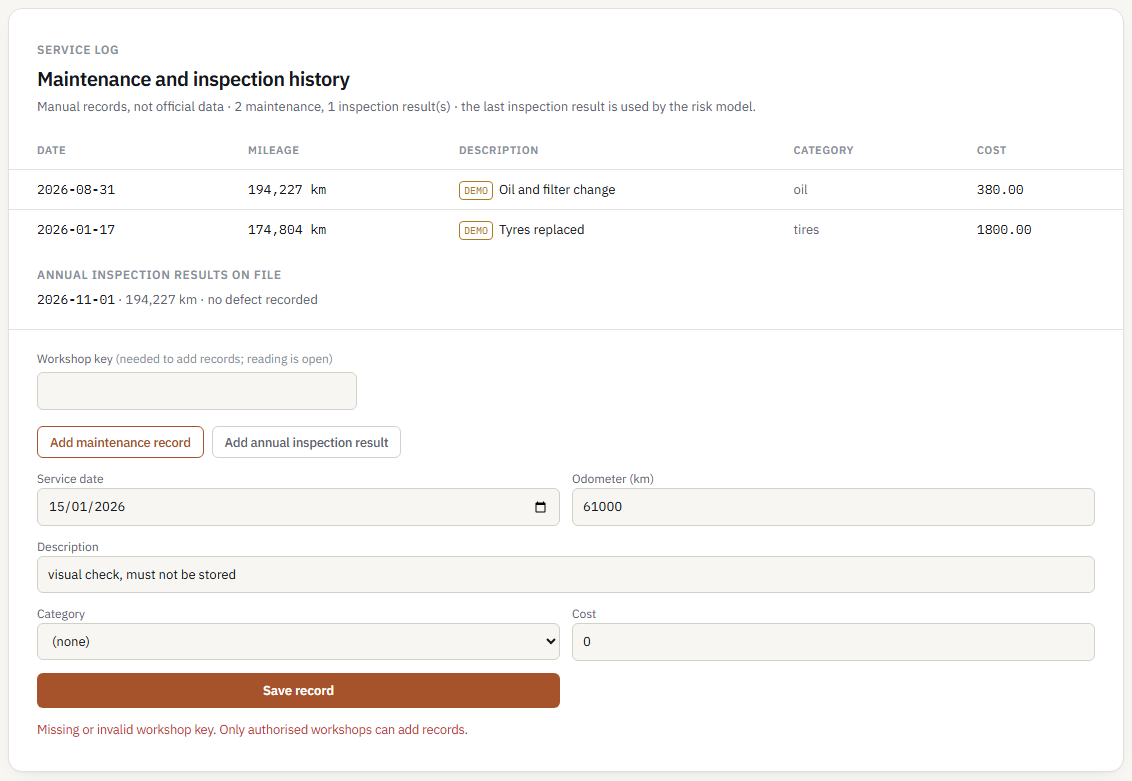 SERVICE LOG
Maintenance and inspection history
Manual records, not official data · 2 maintenance, 1 inspection result(s) · the last inspection result is used by the risk model.
DATE MILEAGE DESCRIPTION CATEGORY COST
2026-08-31 194,227 km DEMO Oil and filter change oil 380.00
2026-01-17 174,804 km DEMO Tyres replaced tires 1800.00
ANNUAL INSPECTION RESULTS ON FILE
2026-11-01 · 194,227 km · no defect recorded
Workshop key (needed to add records; reading is open)
Add maintenance record Add annual inspection result
Service date Odometer (km)
15/01/2026 61000
Description
visual check, must not be stored
Category Cost
(none) 0
Save record
Missing or invalid workshop key. Only authorised workshops can add records.